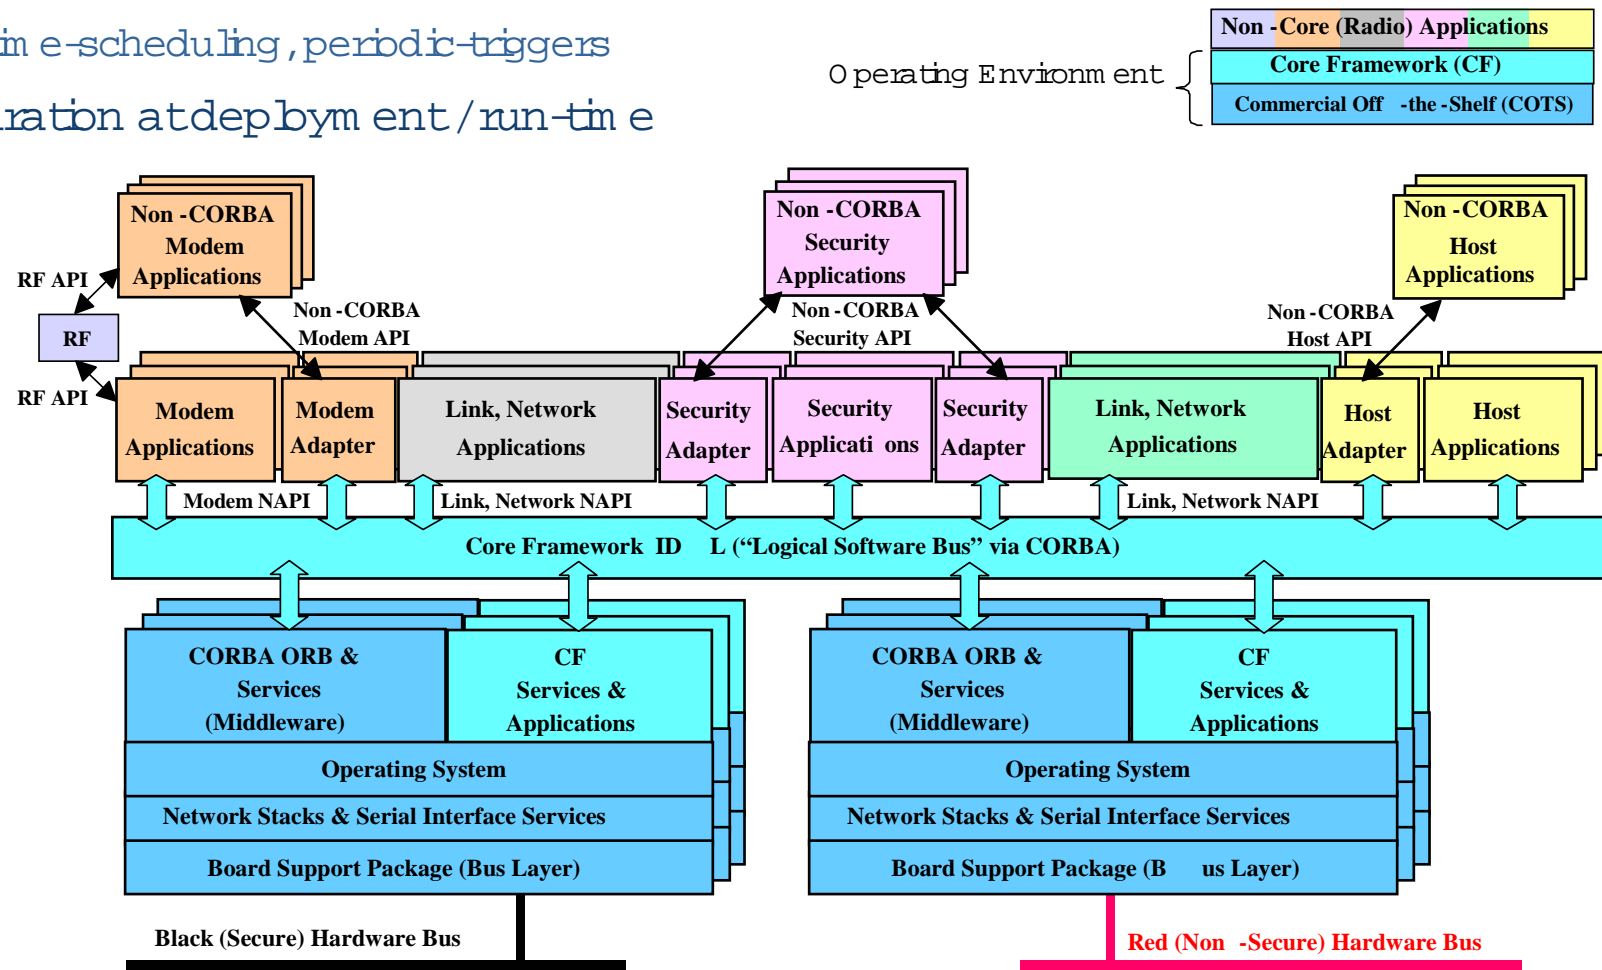 im e-scheduling, periodic-triggers
uration at deployment / run-time
Operating Environment
Non -Core (Radio) Applications
Core Framework (CF)
Commercial Off -the -Shelf (COTS)
Non -CORBA
Modem
Applications
Non -CORBA
Security
Applications
Non -CORBA
Host
Applications
RF API
RF
RF API
Non -CORBA
Modem API
Non -CORBA
Security API
Non -CORBA
Host API
Modem
Applications
Modem
Adapter
Link, Network
Applications
Security
Adapter
Security
Applicati ons
Security
Adapter
Link, Network
Applications
Host
Adapter
Host
Applications
Modem NAPI
Link, Network NAPI
Link, Network NAPI
Core Framework ID L (“Logical Software Bus” via CORBA)
CORBA ORB &
Services
(Middleware)
CF
Services &
Applications
Operating System
Network Stacks & Serial Interface Services
Board Support Package (Bus Layer)
CORBA ORB &
Services
(Middleware)
CF
Services &
Applications
Operating System
Network Stacks & Serial Interface Services
Board Support Package (B us Layer)
Black (Secure) Hardware Bus
Red (Non -Secure) Hardware Bus